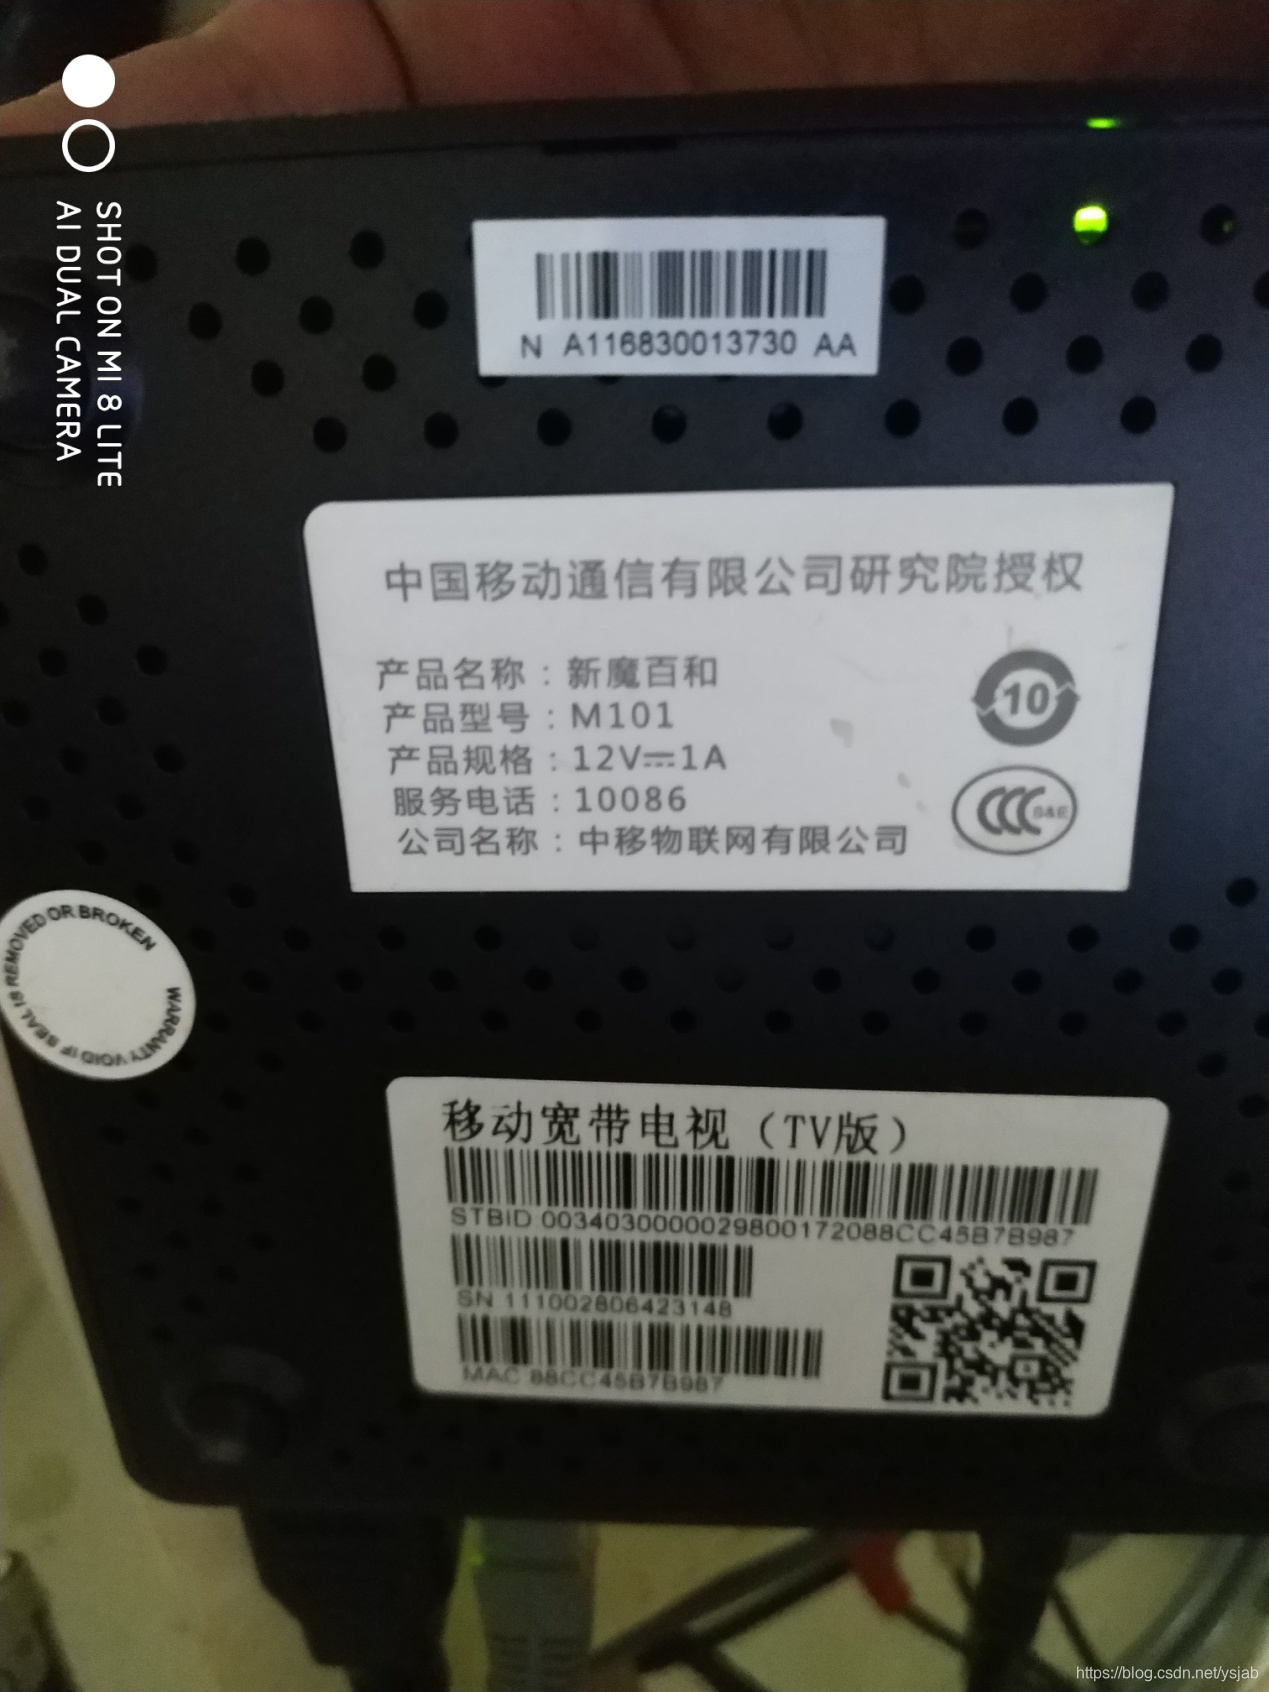 SHOT ON MI 8 LITE
AI DUAL CAMERA
N A116830013730 AA
中国移动通信有限公司研究院授权
产品名称：新魔百和
产品型号：M101
产品规格：12V⎓1A
服务电话：10086
公司名称：中移物联网有限公司
10
CCC S&E
WARRANTY VOID IF SEAL IS REMOVED OR BROKEN
移动宽带电视（TV版）
STBID 0034030000029800172088CC45B7B987
SN 111002806423148
MAC 88CC45B7B987
https://blog.csdn.net/ysjab